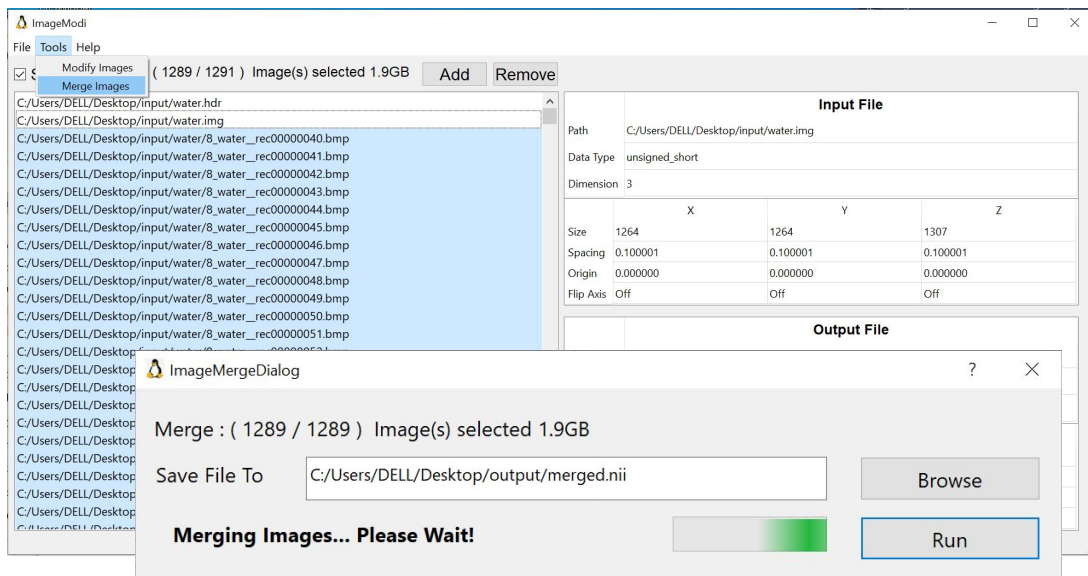 ImageModi
File Tools Help
Modify Images
Merge Images
( 1289 / 1291 ) Image(s) selected 1.9GB
Add Remove
C:/Users/DELL/Desktop/input/water.hdr
C:/Users/DELL/Desktop/input/water.img
C:/Users/DELL/Desktop/input/water/8_water__rec00000040.bmp
C:/Users/DELL/Desktop/input/water/8_water__rec00000041.bmp
C:/Users/DELL/Desktop/input/water/8_water__rec00000042.bmp
C:/Users/DELL/Desktop/input/water/8_water__rec00000043.bmp
C:/Users/DELL/Desktop/input/water/8_water__rec00000044.bmp
C:/Users/DELL/Desktop/input/water/8_water__rec00000045.bmp
C:/Users/DELL/Desktop/input/water/8_water__rec00000046.bmp
C:/Users/DELL/Desktop/input/water/8_water__rec00000047.bmp
C:/Users/DELL/Desktop/input/water/8_water__rec00000048.bmp
C:/Users/DELL/Desktop/input/water/8_water__rec00000049.bmp
C:/Users/DELL/Desktop/input/water/8_water__rec00000050.bmp
C:/Users/DELL/Desktop/input/water/8_water__rec00000051.bmp
C:/Users/DELL/Desktop
C:/Users/DELL/Desktop
C:/Users/DELL/Desktop
C:/Users/DELL/Desktop
C:/Users/DELL/Desktop
C:/Users/DELL/Desktop
C:/Users/DELL/Desktop
C:/Users/DELL/Desktop
C:/Users/DELL/Desktop
C:/Users/DELL/Desktop
Input File
Path C:/Users/DELL/Desktop/input/water.img
Data Type unsigned_short
Dimension 3
X Y Z
Size 1264 1264 1307
Spacing 0.100001 0.100001 0.100001
Origin 0.000000 0.000000 0.000000
Flip Axis Off Off Off
Output File
ImageMergeDialog ?
Merge : ( 1289 / 1289 ) Image(s) selected 1.9GB
Save File To C:/Users/DELL/Desktop/output/merged.nii Browse
Merging Images... Please Wait! Run